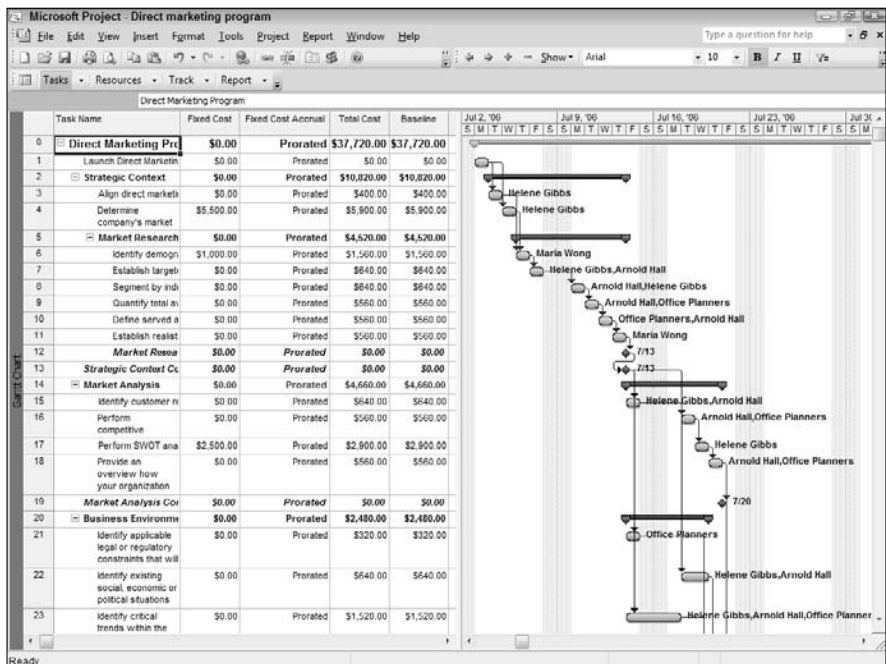 Microsoft Project - Direct marketing program
File Edit View Insert Format Tools Project Report Window Help
Type a question for help
Show Arial 10 B I U
Tasks Resources Track Report
Direct Marketing Program
Task Name Fixed Cost Fixed Cost Accrual Total Cost Baseline
Jul 2, '06 Jul 9, '06 Jul 16, '06 Jul 23, '06 Jul 30
S M T W T F S S M T W T F S S M T W T F S S M T W T F S S M
0 Direct Marketing Pro $0.00 Prorated $37,720.00 $37,720.00
1 Launch Direct Marketin $0.00 Prorated $0.00 $0.00
2 Strategic Context $0.00 Prorated $10,820.00 $10,820.00
3 Align direct marketi $0.00 Prorated $400.00 $400.00 Helene Gibbs
4 Determine $5,500.00 Prorated $5,900.00 $5,900.00 Helene Gibbs
company's market
5 Market Research $0.00 Prorated $4,520.00 $4,520.00
6 Identify demogr $1,000.00 Prorated $1,560.00 $1,560.00 Maria Wong
7 Establish targete $0.00 Prorated $640.00 $640.00 Helene Gibbs,Arnold Hall
8 Segment by indu $0.00 Prorated $640.00 $640.00 Arnold Hall,Helene Gibbs
9 Quantify total av $0.00 Prorated $560.00 $560.00 Arnold Hall,Office Planners
10 Define served a $0.00 Prorated $560.00 $560.00 Office Planners,Arnold Hall
11 Establish realist $0.00 Prorated $560.00 $560.00 Maria Wong
12 Market Resea $0.00 Prorated $0.00 $0.00 7/13
13 Strategic Context Co $0.00 Prorated $0.00 $0.00 7/13
14 Market Analysis $0.00 Prorated $4,660.00 $4,660.00
15 Identify customer n $0.00 Prorated $640.00 $640.00 Helene Gibbs,Arnold Hall
16 Perform $0.00 Prorated $560.00 $560.00 Arnold Hall,Office Planners
competitive
17 Perform SWOT ana $2,500.00 Prorated $2,900.00 $2,900.00 Helene Gibbs
18 Provide an $0.00 Prorated $560.00 $560.00 Arnold Hall,Office Planners
overview how
your organization
19 Market Analysis Co $0.00 Prorated $0.00 $0.00 7/20
20 Business Environme $0.00 Prorated $2,480.00 $2,480.00
21 Identify applicable $0.00 Prorated $320.00 $320.00 Office Planners
legal or regulatory
constraints that will
22 Identify existing $0.00 Prorated $640.00 $640.00 Helene Gibbs,Arnold Hall
social, economic or
political situations
23 Identify critical $0.00 Prorated $1,520.00 $1,520.00 Helene Gibbs,Arnold Hall,Office Planner
trends within the
Gantt Chart
Ready